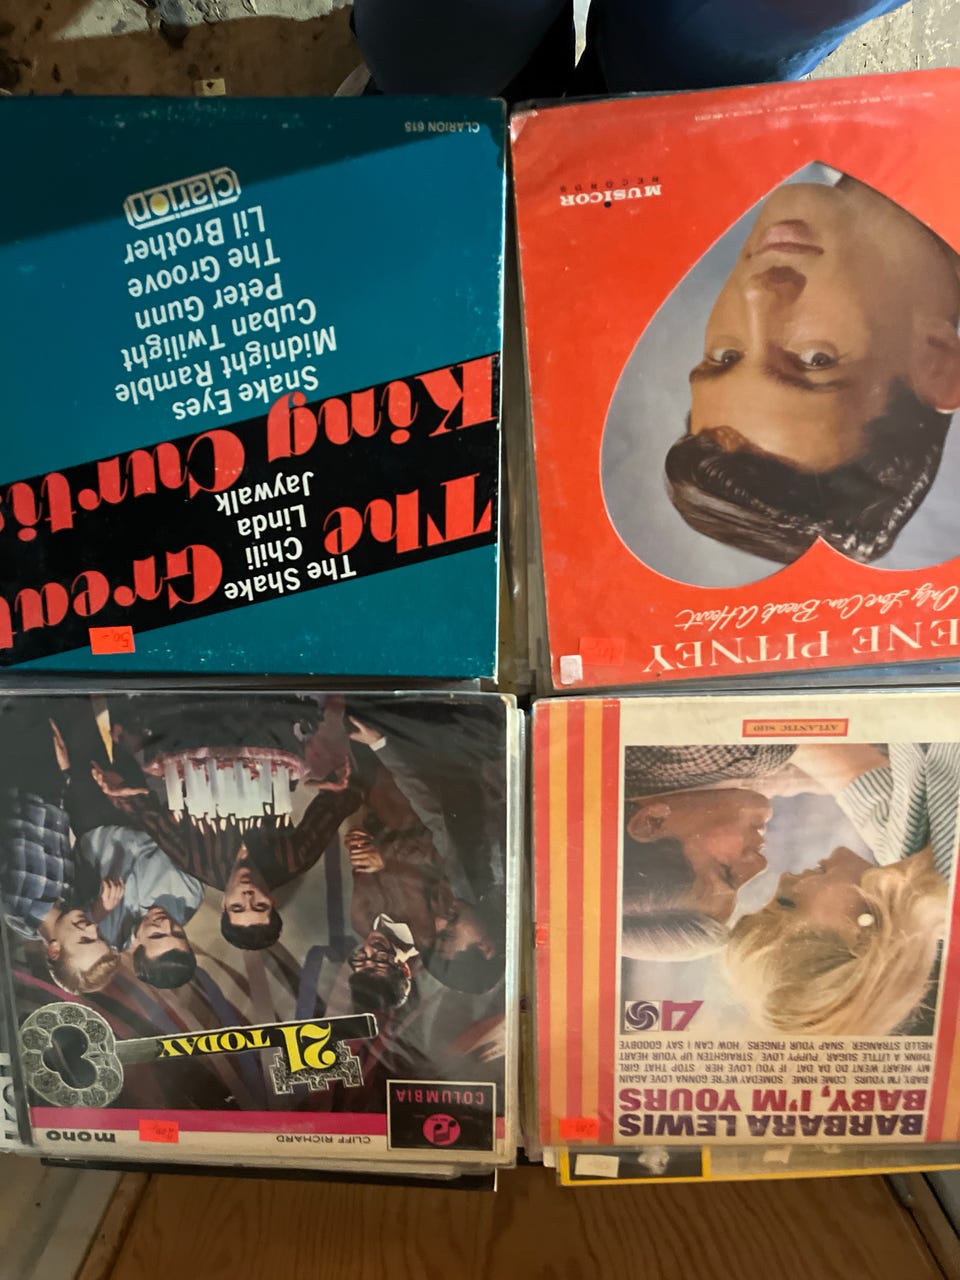 BARBARA LEWIS
BABY, I'M YOURS
BABY, I'M YOURS COME HOME SOMEDAY WE'RE GONNA LOVE AGAIN
MY HEART WENT DO DA DAT IF YOU LOVE HER STOP THAT GIRL
THINK A LITTLE SUGAR PUPPY LOVE STRAIGHTEN UP YOUR HEART
HELLO STRANGER SNAP YOUR FINGERS HOW CAN I SAY GOODBYE
ATLANTIC 8110
CLIFF RICHARD
mono
COLUMBIA
21 TODAY
ENE PITNEY
Only Love Can Break A Heart
MUSICOR
RECORDS
50,-
The Great
King Curtis
The Shake
Chili
Linda
Jaywalk
Snake Eyes
Midnight Ramble
Cuban Twilight
Peter Gunn
The Groove
Lil Brother
clarion
CLARION 615